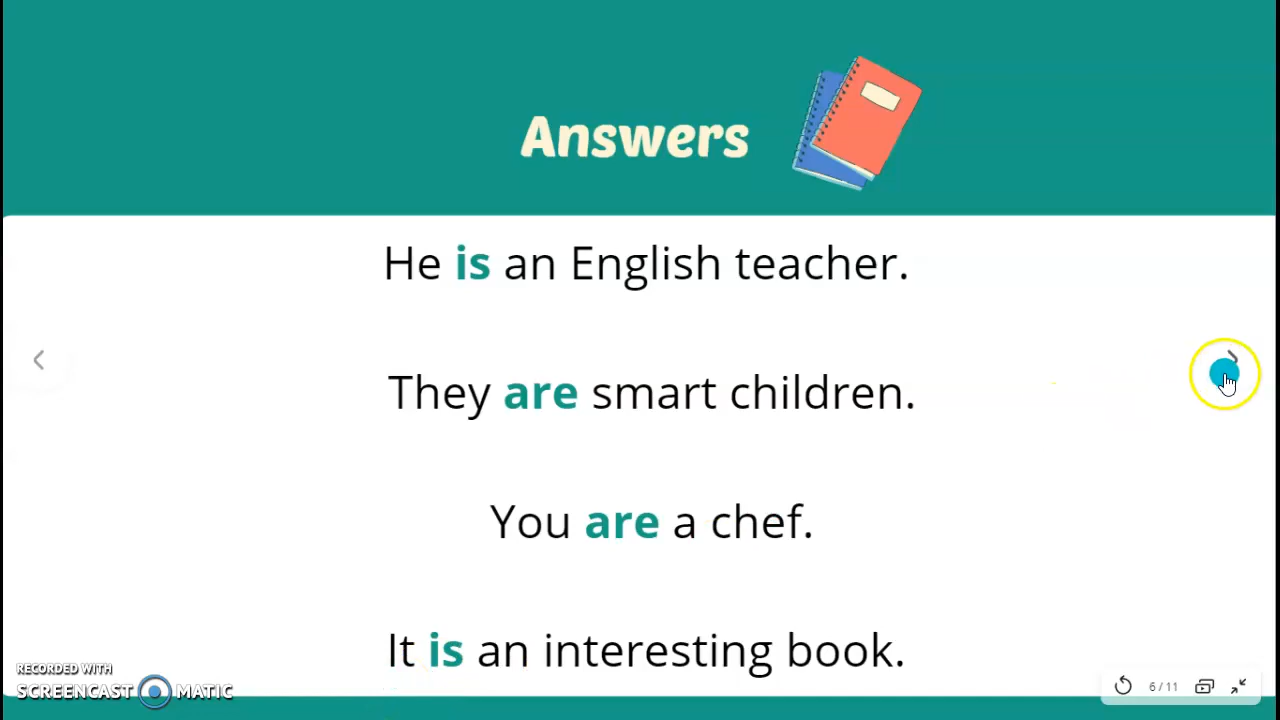 Answers
He is an English teacher.
They are smart children.
You are a chef.
It is an interesting book.
RECORDED WITH
SCREENCAST MATIC
6 / 11